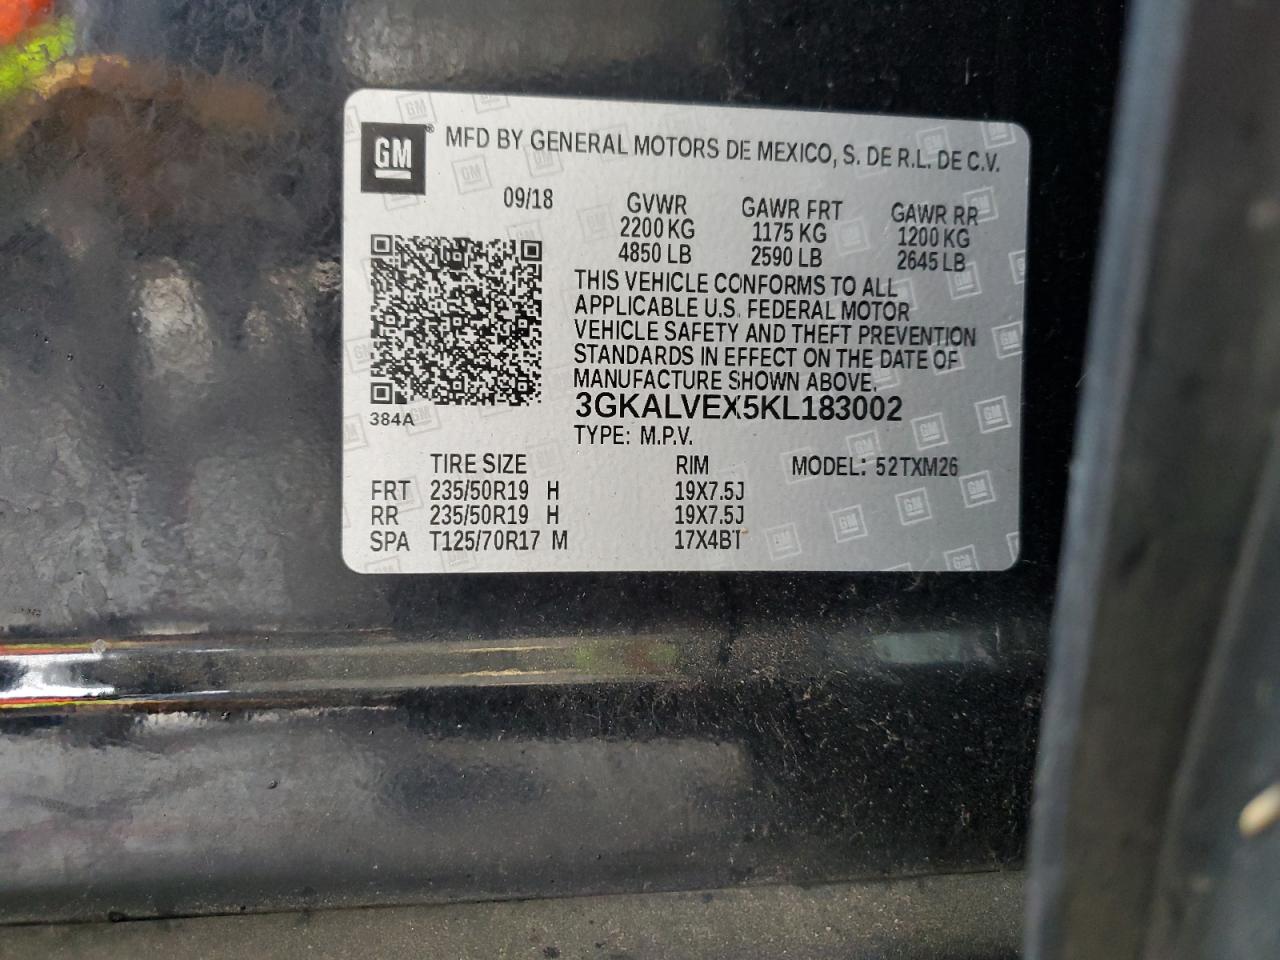 GM® MFD BY GENERAL MOTORS DE MEXICO, S. DE R.L. DE C.V.
09/18 GVWR GAWR FRT GAWR RR
2200 KG 1175 KG 1200 KG
4850 LB 2590 LB 2645 LB
THIS VEHICLE CONFORMS TO ALL
APPLICABLE U.S. FEDERAL MOTOR
VEHICLE SAFETY AND THEFT PREVENTION
STANDARDS IN EFFECT ON THE DATE OF
MANUFACTURE SHOWN ABOVE.
3GKALVEX5KL183002
384A
TYPE: M.P.V.
TIRE SIZE RIM MODEL: 52TXM26
FRT 235/50R19 H 19X7.5J
RR 235/50R19 H 19X7.5J
SPA T125/70R17 M 17X4BT